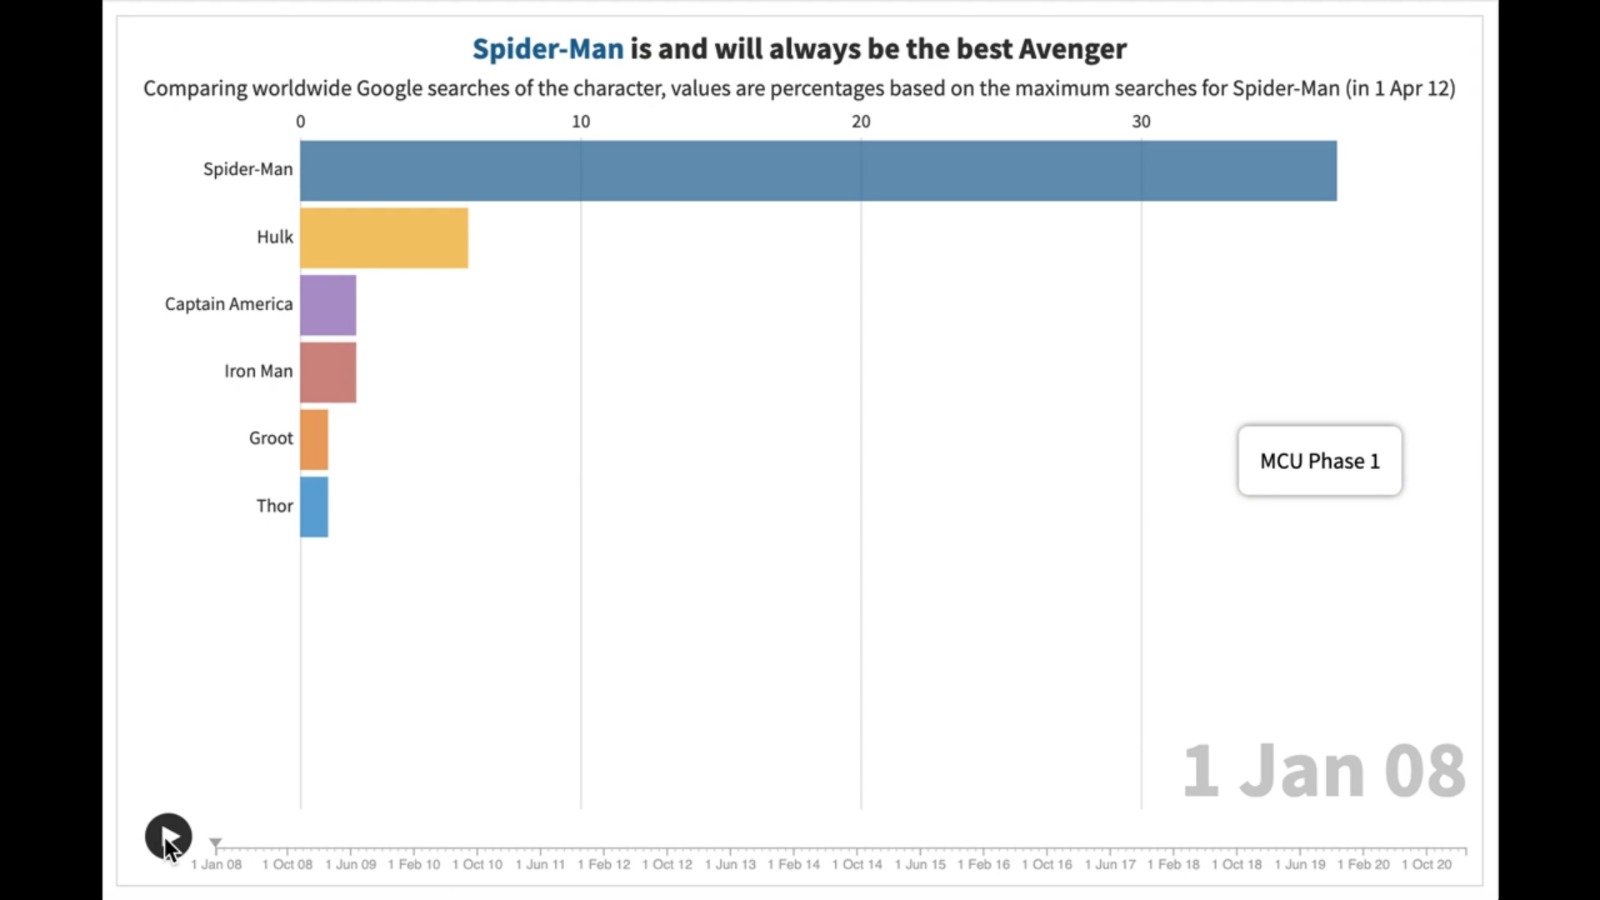 Spider-Man is and will always be the best Avenger
Comparing worldwide Google searches of the character, values are percentages based on the maximum searches for Spider-Man (in 1 Apr 12)
0 10 20 30
Spider-Man
Hulk
Captain America
Iron Man
Groot
MCU Phase 1
Thor
1 Jan 08
1 Jan 08 1 Oct 08 1 Jun 09 1 Feb 10 1 Oct 10 1 Jun 11 1 Feb 12 1 Oct 12 1 Jun 13 1 Feb 14 1 Oct 14 1 Jun 15 1 Feb 16 1 Oct 16 1 Jun 17 1 Feb 18 1 Oct 18 1 Jun 19 1 Feb 20 1 Oct 20